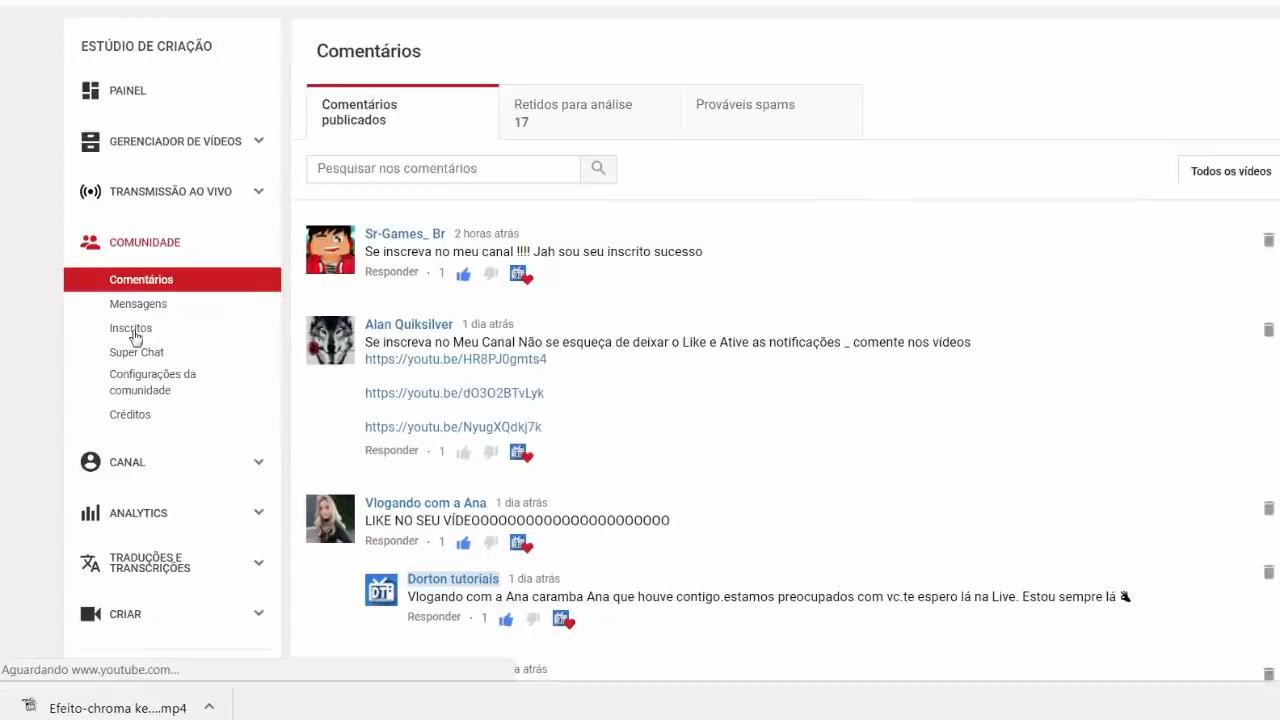 ESTÚDIO DE CRIAÇÃO
PAINEL
GERENCIADOR DE VÍDEOS
TRANSMISSÃO AO VIVO
COMUNIDADE
Comentários
Mensagens
Inscritos
Super Chat
Configurações da
comunidade
Créditos
CANAL
ANALYTICS
TRADUÇÕES E
TRANSCRIÇÕES
CRIAR
Comentários
Comentários
publicados
Retidos para análise
17
Prováveis spams
Pesquisar nos comentários
Todos os vídeos
Sr-Games_ Br 2 horas atrás
Se inscreva no meu canal !!!! Jah sou seu inscrito sucesso
Responder · 1
Alan Quiksilver 1 dia atrás
Se inscreva no Meu Canal Não se esqueça de deixar o Like e Ative as notificações _ comente nos vídeos
https://youtu.be/HR8PJ0gmts4
https://youtu.be/dO3O2BTvLyk
https://youtu.be/NyugXQdkj7k
Responder · 1
Vlogando com a Ana 1 dia atrás
LIKE NO SEU VÍDEOOOOOOOOOOOOOOOOOOOOOOO
Responder · 1
DT
Dorton tutoriais 1 dia atrás
Vlogando com a Ana caramba Ana que houve contigo.estamos preocupados com vc.te espero lá na Live. Estou sempre lá
Responder · 1
a atrás
Aguardando www.youtube.com...
Efeito-chroma ke....mp4